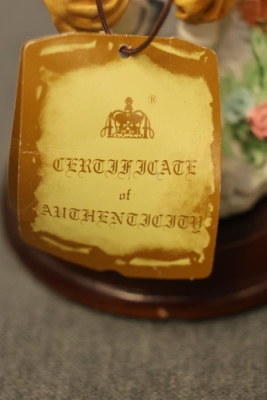 ®
CERTIFICATE
of
AUTHENTICITY